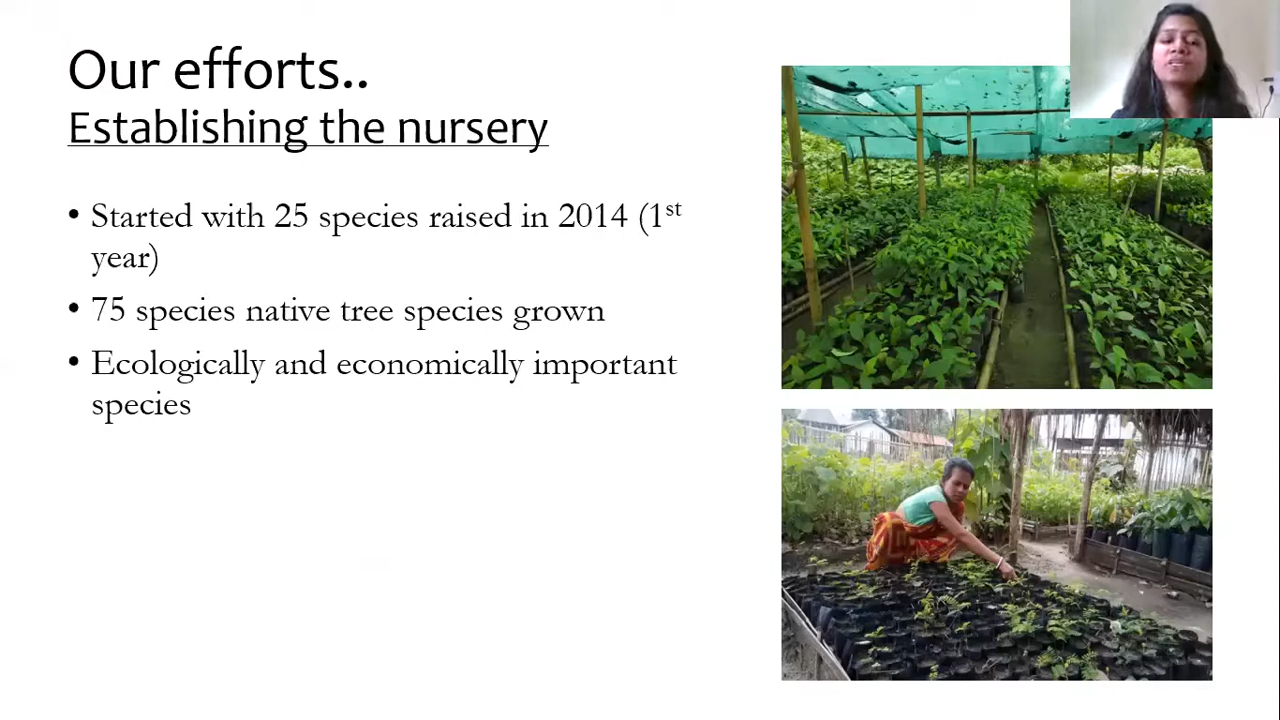 Our efforts..
Establishing the nursery
• Started with 25 species raised in 2014 (1st
year)
• 75 species native tree species grown
• Ecologically and economically important
species